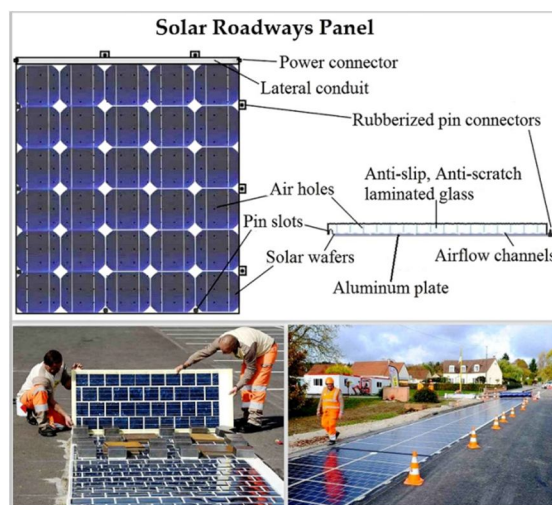 Solar Roadways Panel
Power connector
Lateral conduit
Rubberized pin connectors
Anti-slip, Anti-scratch
laminated glass
Air holes
Pin slots
Solar wafers
Airflow channels
Aluminum plate